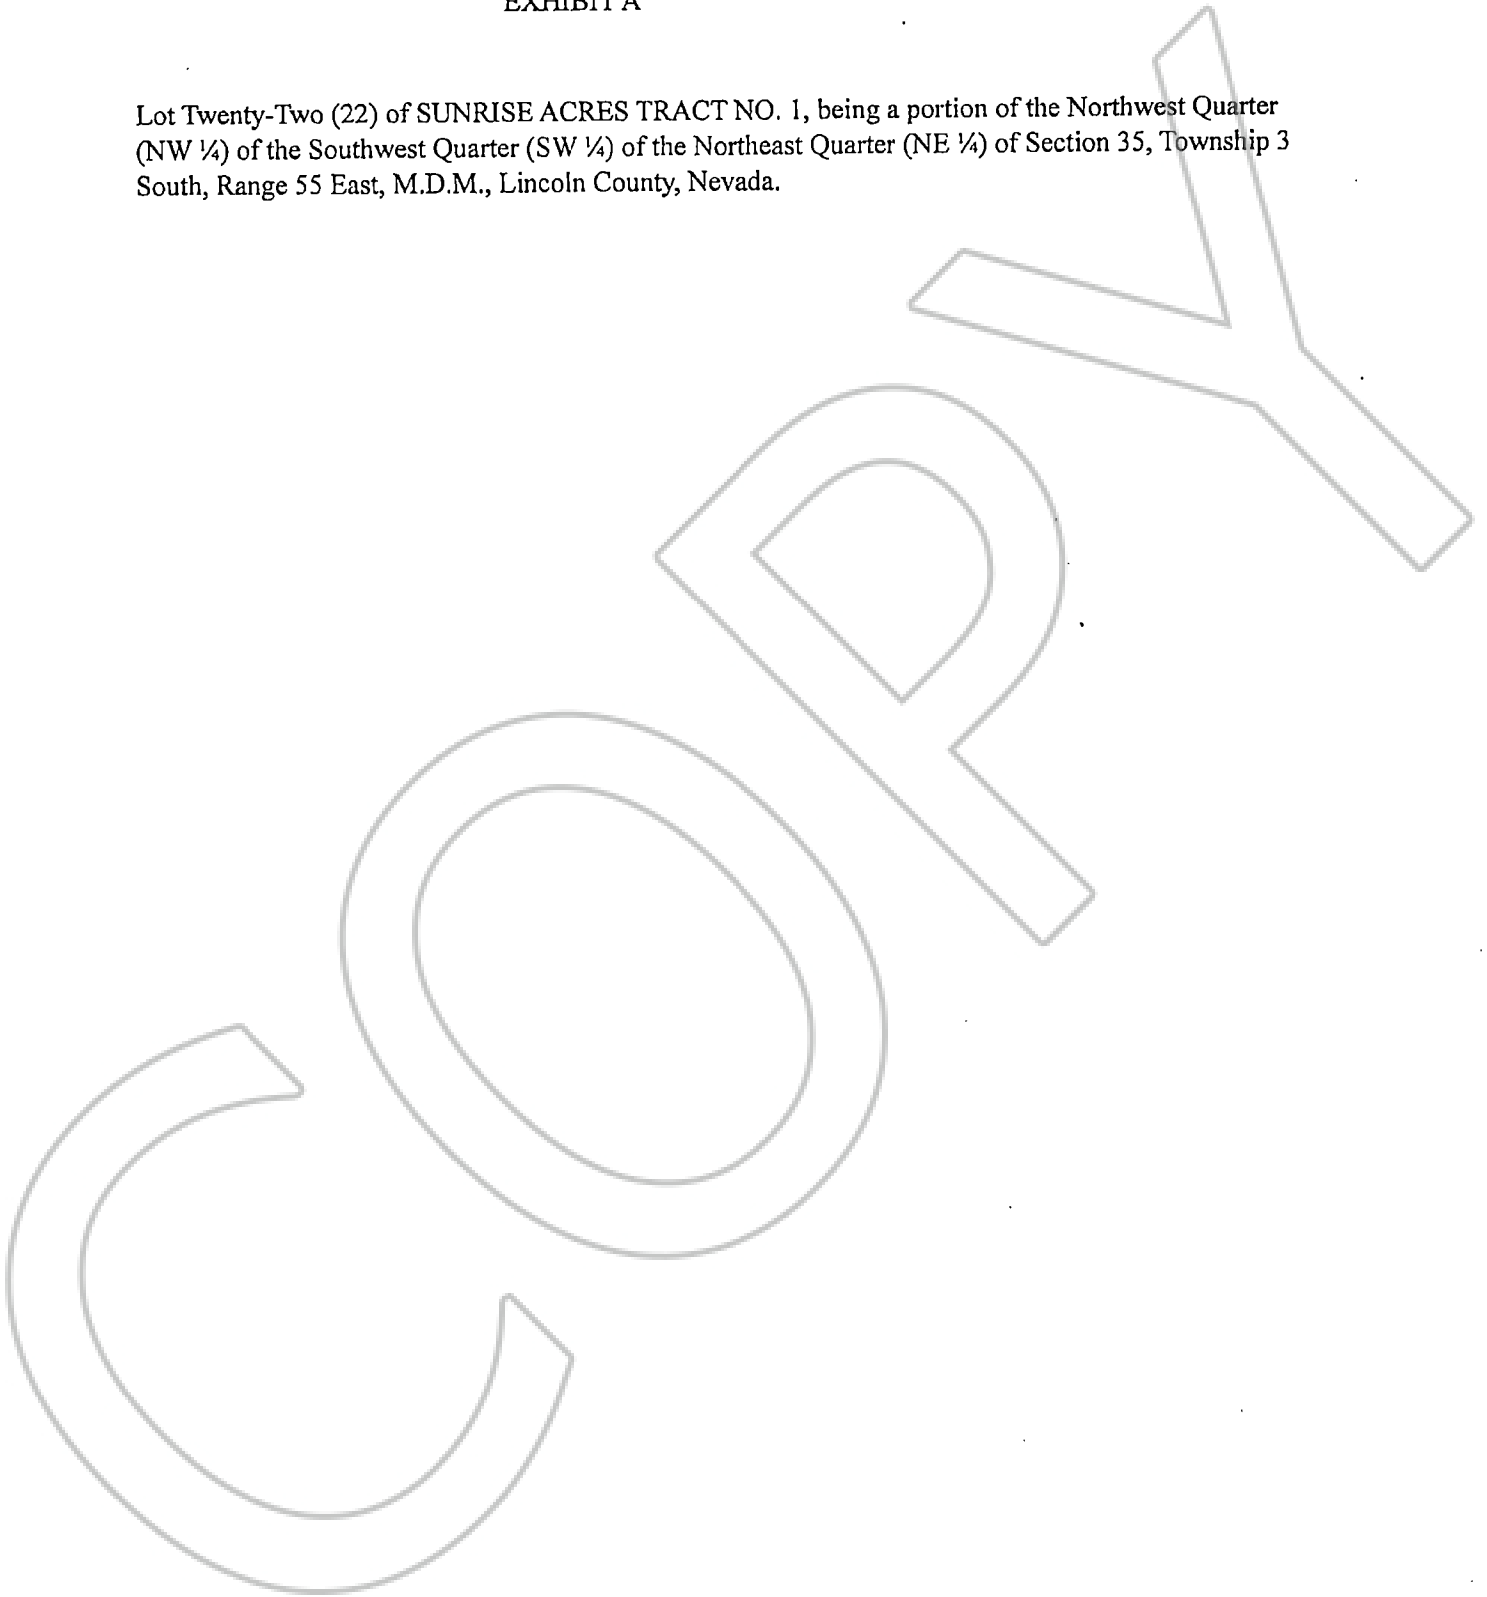 EXHIBIT A
Lot Twenty-Two (22) of SUNRISE ACRES TRACT NO. 1, being a portion of the Northwest Quarter
(NW ¼) of the Southwest Quarter (SW ¼) of the Northeast Quarter (NE ¼) of Section 35, Township 3
South, Range 55 East, M.D.M., Lincoln County, Nevada.
COPY